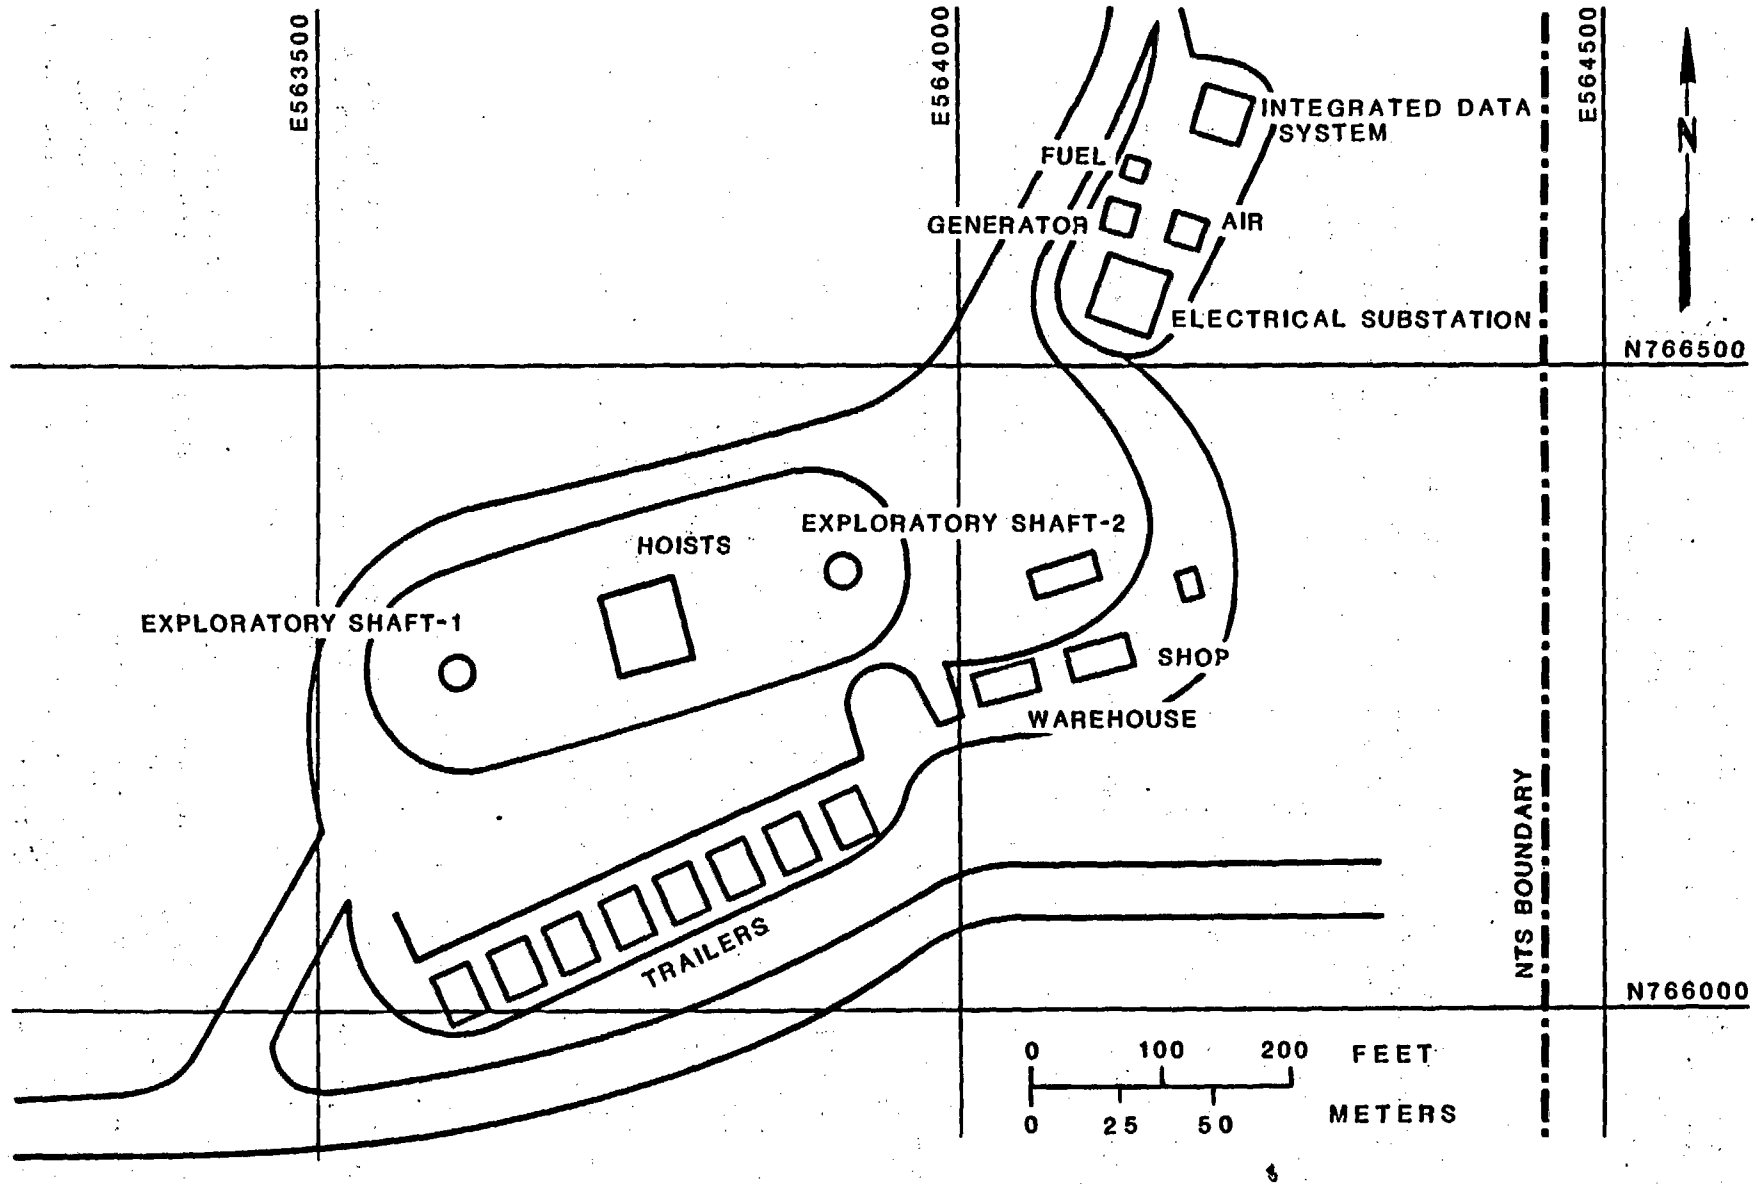 E563500
E564000
E564500
INTEGRATED DATA
SYSTEM
N
FUEL
GENERATOR
AIR
ELECTRICAL SUBSTATION
N766500
EXPLORATORY SHAFT-2
HOISTS
EXPLORATORY SHAFT-1
SHOP
WAREHOUSE
NTS BOUNDARY
TRAILERS
N766000
0 100 200 FEET
0 25 50 METERS